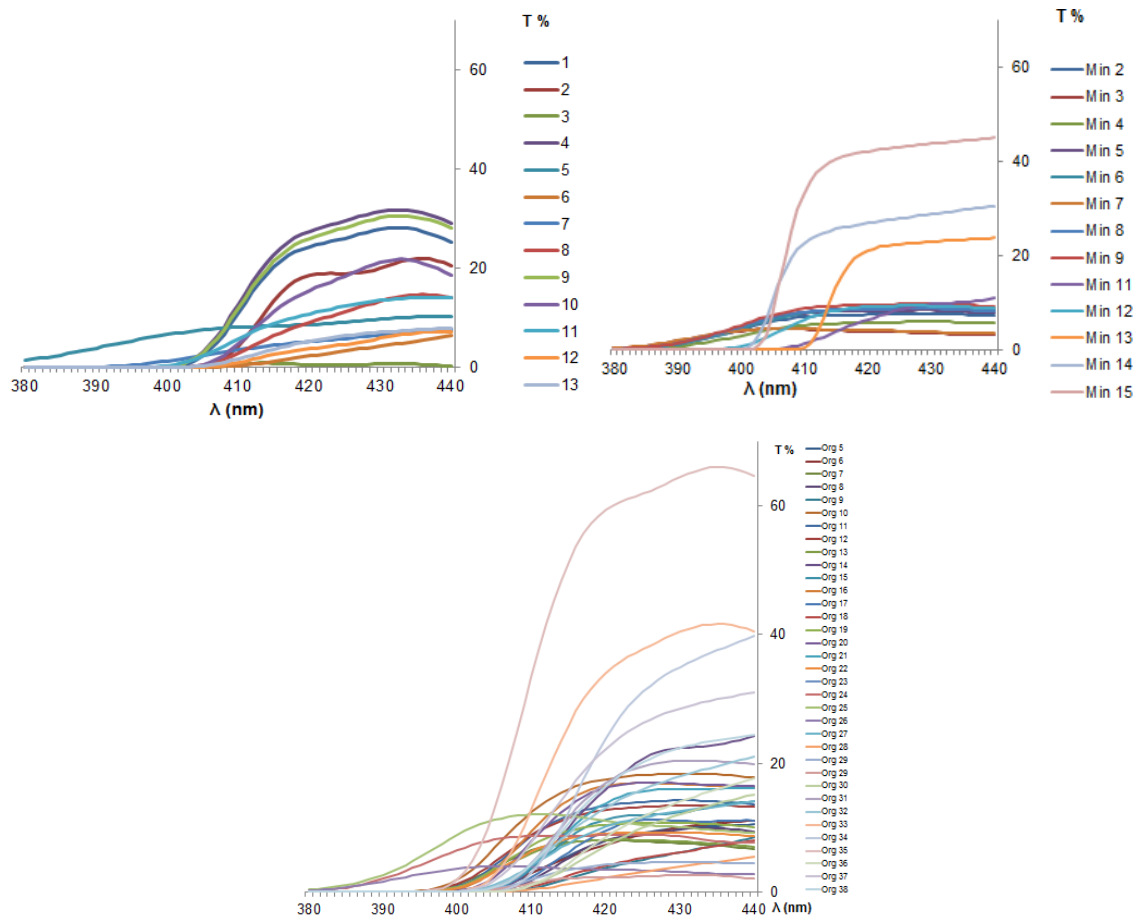 T %
60
40
20
0
1
2
3
4
5
6
7
8
9
10
11
12
13
380 390 400 410 420 430 440
λ (nm)
T %
60
40
20
0
Min 2
Min 3
Min 4
Min 5
Min 6
Min 7
Min 8
Min 9
Min 11
Min 12
Min 13
Min 14
Min 15
380 390 400 410 420 430 440
λ (nm)
T %
60
40
20
0
Org 5
Org 6
Org 7
Org 8
Org 9
Org 10
Org 11
Org 12
Org 13
Org 14
Org 15
Org 16
Org 17
Org 18
Org 19
Org 20
Org 21
Org 22
Org 23
Org 24
Org 25
Org 26
Org 27
Org 28
Org 29
Org 29
Org 30
Org 31
Org 32
Org 33
Org 34
Org 35
Org 36
Org 37
Org 38
380 390 400 410 420 430 440 λ (nm)